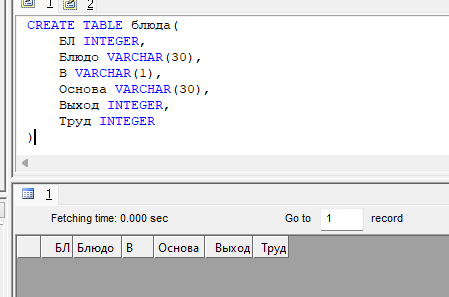 1 2
CREATE TABLE блюда(
БЛ INTEGER,
Блюдо VARCHAR(30),
В VARCHAR(1),
Основа VARCHAR(30),
Выход INTEGER,
Труд INTEGER
)
1
Fetching time: 0.000 sec Go to 1 record
БЛ Блюдо В Основа Выход Труд